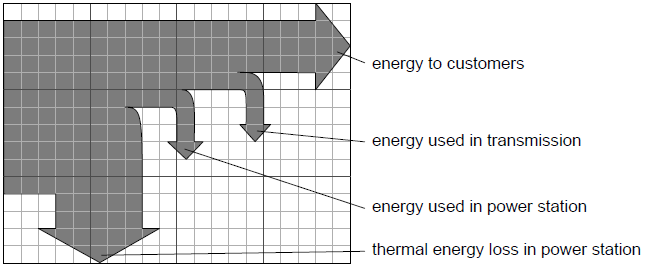 energy to customers
energy used in transmission
energy used in power station
thermal energy loss in power station